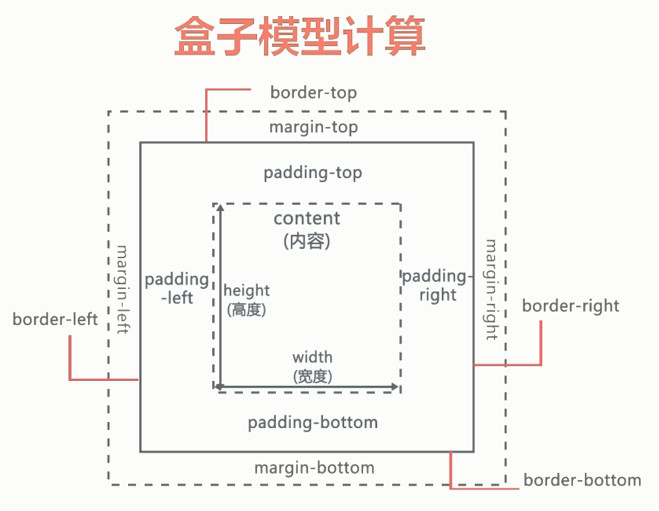 盒子模型计算
border-top
margin-top
padding-top
content
(内容)
margin-left
padding
-left
height
(高度)
padding-
right
margin-right
border-left
border-right
width
(宽度)
padding-bottom
margin-bottom
border-bottom